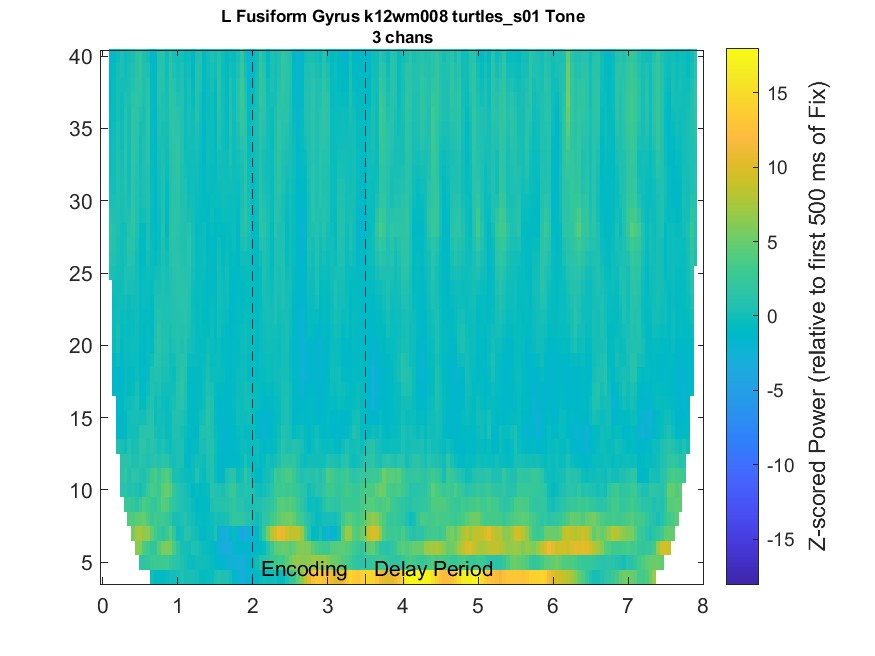 L Fusiform Gyrus k12wm008 turtles_s01 Tone
3 chans
40
35
30
25
20
15
10
5
Encoding
Delay Period
0 1 2 3 4 5 6 7 8
15
10
5
0
-5
-10
-15
Z-scored Power (relative to first 500 ms of Fix)